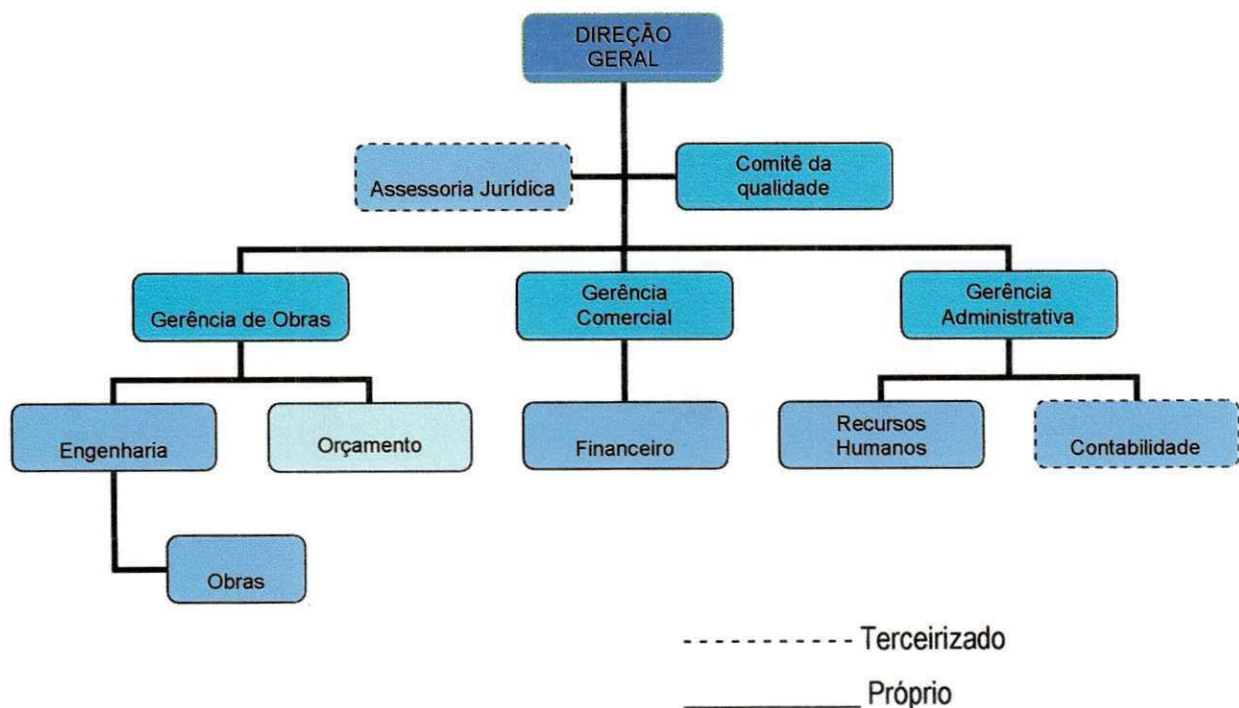 DIREÇÃO
GERAL
Assessoria Jurídica
Comitê da
qualidade
Gerência de Obras
Gerência
Comercial
Gerência
Administrativa
Engenharia
Orçamento
Financeiro
Recursos
Humanos
Contabilidade
Obras
Terceirizado
Próprio